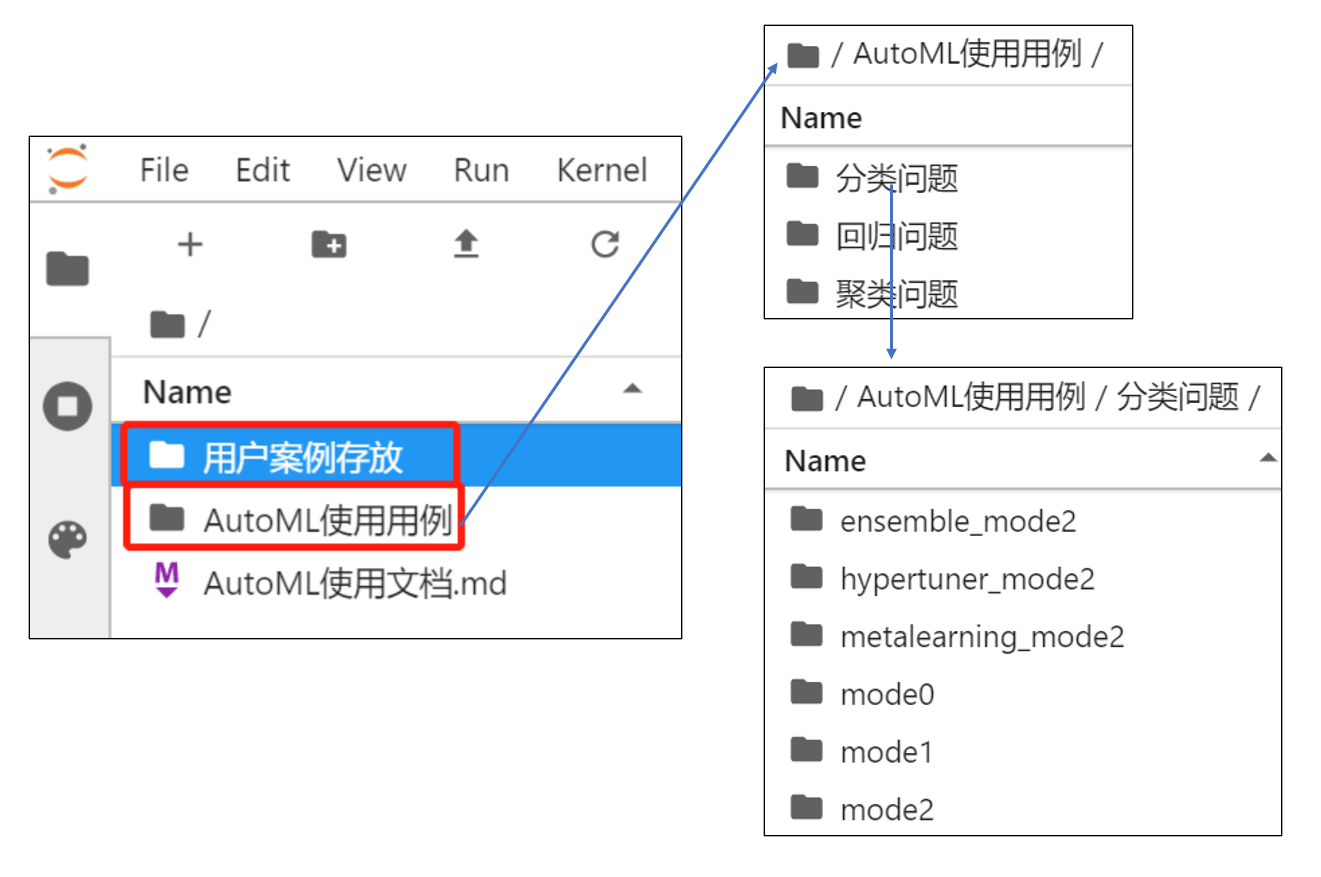 File Edit View Run Kernel
/
Name
用户案例存放
AutoML使用用例
M AutoML使用文档.md
/ AutoML使用用例 /
Name
分类问题
回归问题
聚类问题
/ AutoML使用用例 / 分类问题 /
Name
ensemble_mode2
hypertuner_mode2
metalearning_mode2
mode0
mode1
mode2